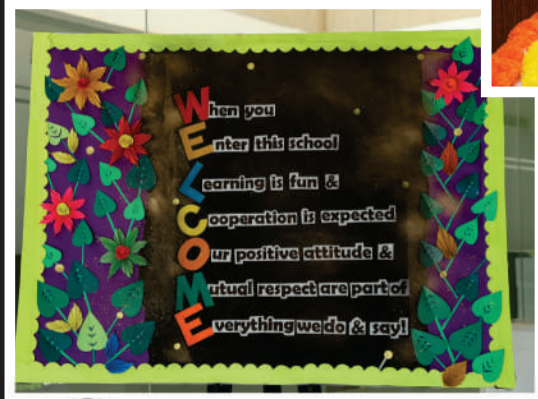 When you
Enter this school
Learning is fun &
Cooperation is expected
Our positive attitude &
Mutual respect are part of
Everything we do & say!